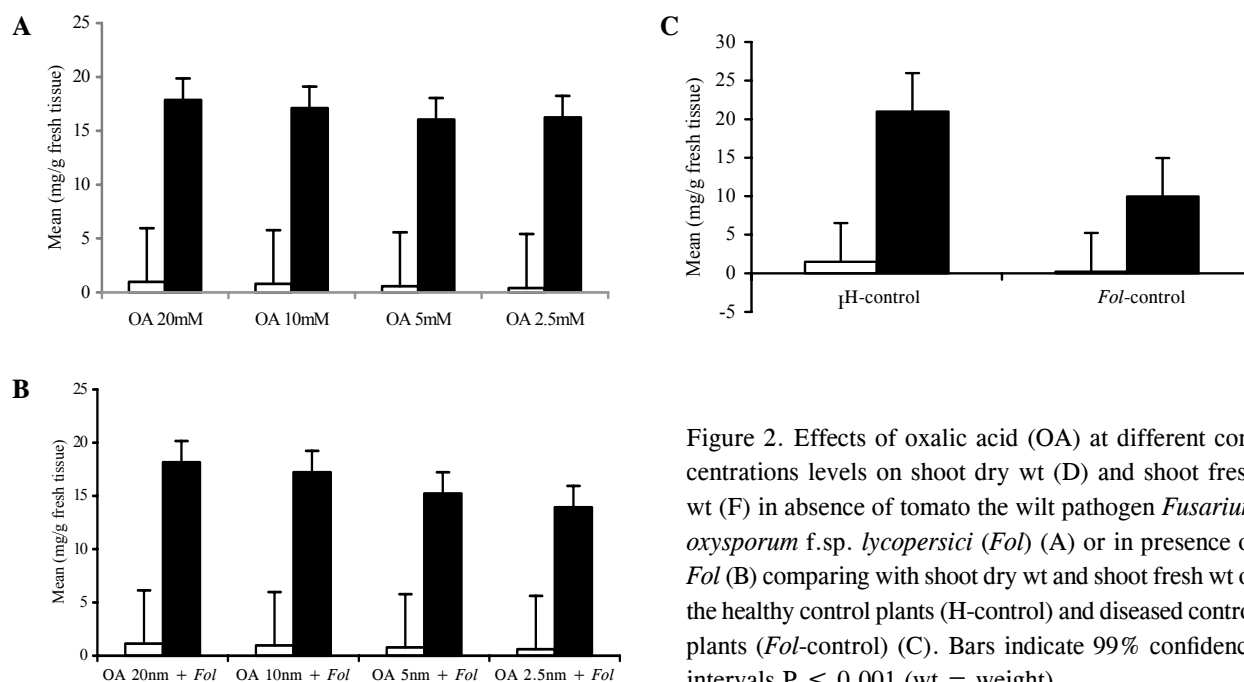 A
25
20
15
10
5
0
Mean (mg/g fresh tissue)
OA 20mM OA 10mM OA 5mM OA 2.5mM
C
30
25
20
15
10
5
0
-5
Mean (mg/g fresh tissue)
H-control Fol-control
B
25
20
15
10
5
0
Mean (mg/g fresh tissue)
OA 20nm + Fol OA 10nm + Fol OA 5nm + Fol OA 2.5nm + Fol
Figure 2. Effects of oxalic acid (OA) at different con
centrations levels on shoot dry wt (D) and shoot fres
wt (F) in absence of tomato the wilt pathogen Fusariun
oxysporum f.sp. lycopersici (Fol) (A) or in presence o
Fol (B) comparing with shoot dry wt and shoot fresh wt o
the healthy control plants (H-control) and diseased contro
plants (Fol-control) (C). Bars indicate 99% confidenc
intervals P ≤ 0.001 (wt = weight)